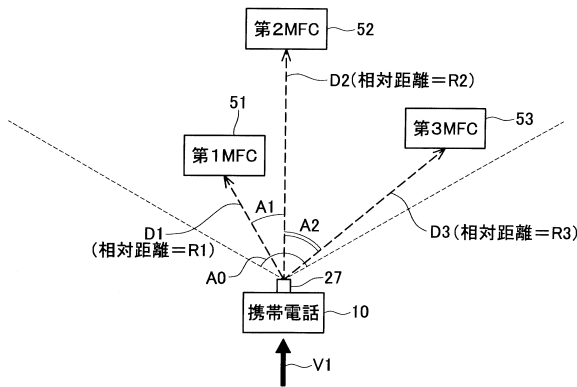 第2MFC
52
D2(相対距離=R2)
51
53
第1MFC
第3MFC
A1
A2
D1
(相対距離=R1)
D3(相対距離=R3)
A0
27
携帯電話
10
V1